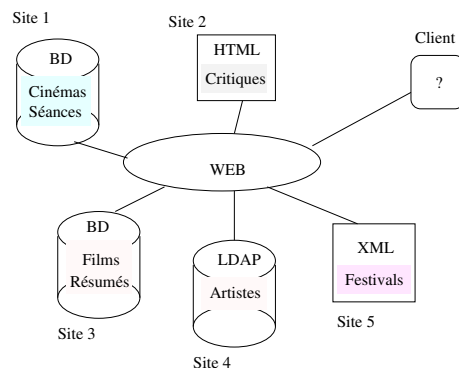 Site 1
BD
Cinémas
Séances
Site 2
HTML
Critiques
Client
?
WEB
BD
Films
Résumés
Site 3
LDAP
Artistes
Site 4
XML
Festivals
Site 5